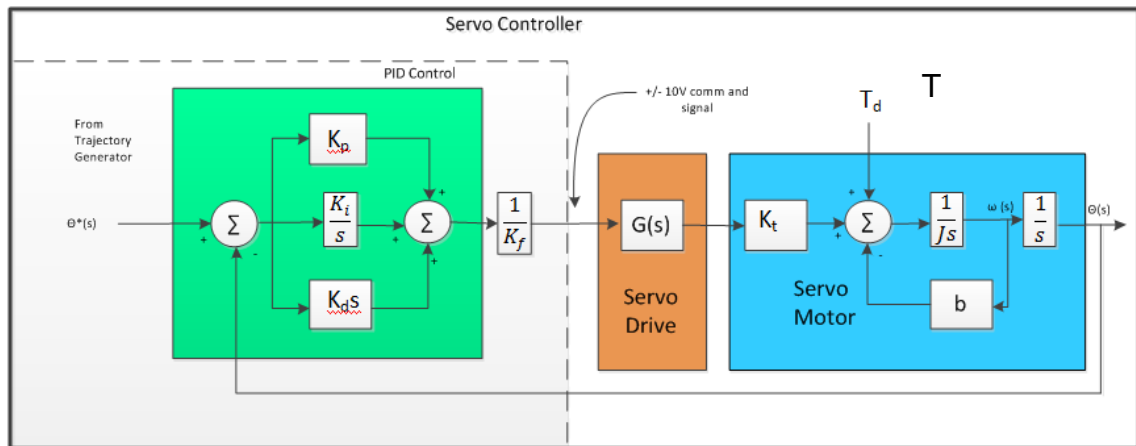 Servo Controller
PID Control
From
Trajectory
Generator
+/- 10V comm and
signal
T
T_d
K_p
Θ*(s)
Σ
+
-
K_i
s
+
+
+
Σ
K_ds
1
K_f
G(s)
Servo
Drive
K_t
+
+
-
Σ
1
Js
ω (s)
1
s
Θ(s)
b
Servo
Motor